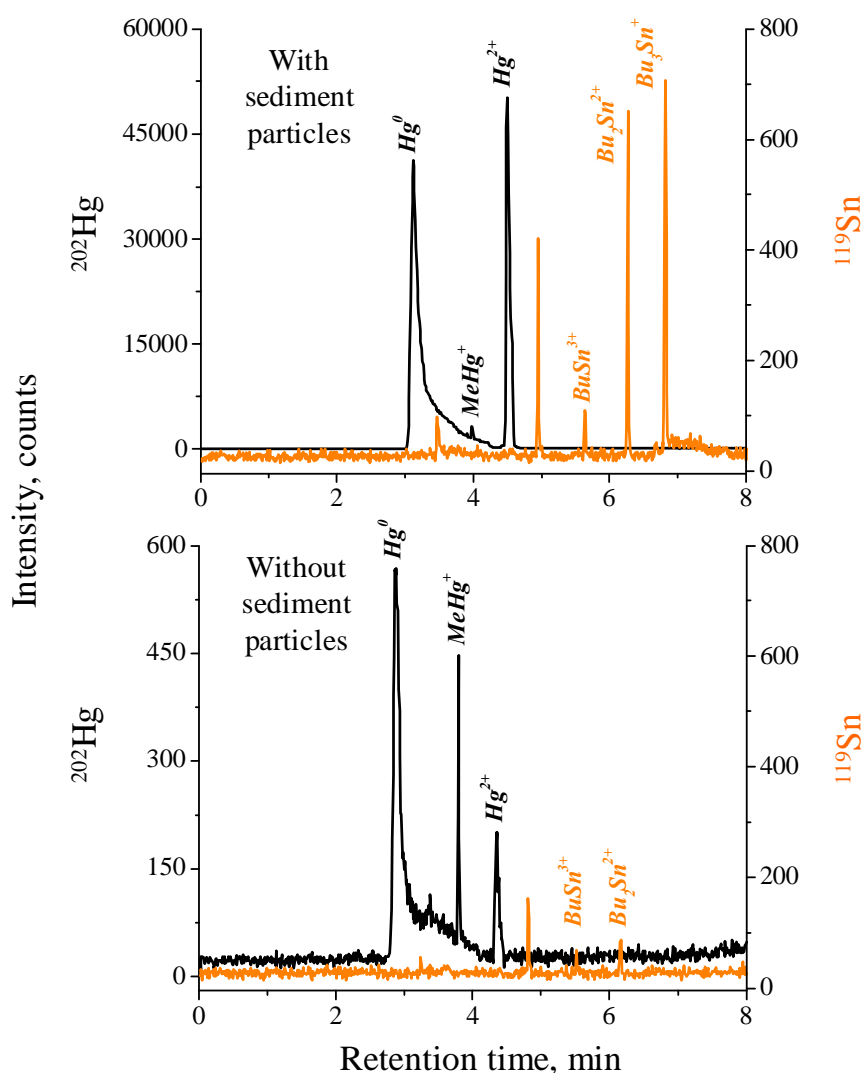 60000
45000
30000
15000
0
800
600
400
200
0
With
sediment
particles
Hg⁰
MeHg⁺
Hg²⁺
BuSn³⁺
Bu₂Sn²⁺
Bu₃Sn⁺
²⁰²Hg
¹¹⁹Sn
0 2 4 6 8
Intensity, counts
600
450
300
150
0
800
600
400
200
0
Without
sediment
particles
Hg⁰
MeHg⁺
Hg²⁺
BuSn³⁺
Bu₂Sn²⁺
²⁰²Hg
¹¹⁹Sn
0 2 4 6 8
Retention time, min